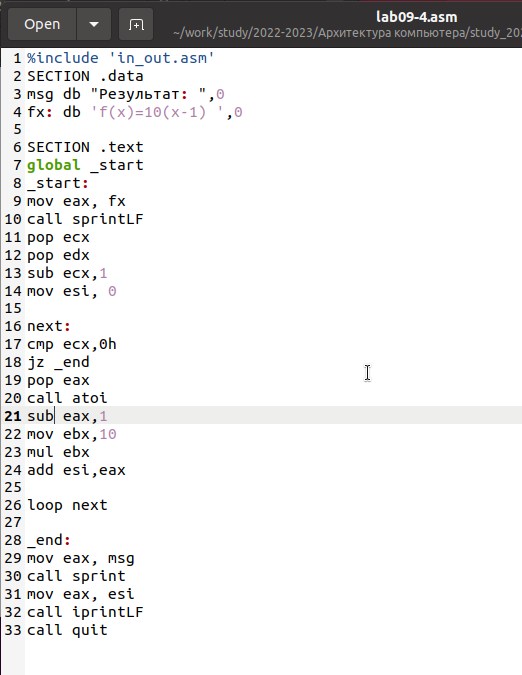 Open
lab09-4.asm
~/work/study/2022-2023/Архитектура компьютера/study_202
1 %include 'in_out.asm'
2 SECTION .data
3 msg db "Результат: ",0
4 fx: db 'f(x)=10(x-1) ',0
5
6 SECTION .text
7 global _start
8 _start:
9 mov eax, fx
10 call sprintLF
11 pop ecx
12 pop edx
13 sub ecx,1
14 mov esi, 0
15
16 next:
17 cmp ecx,0h
18 jz _end
19 pop eax
20 call atoi
21 sub eax,1
22 mov ebx,10
23 mul ebx
24 add esi,eax
25
26 loop next
27
28 _end:
29 mov eax, msg
30 call sprint
31 mov eax, esi
32 call iprintLF
33 call quit